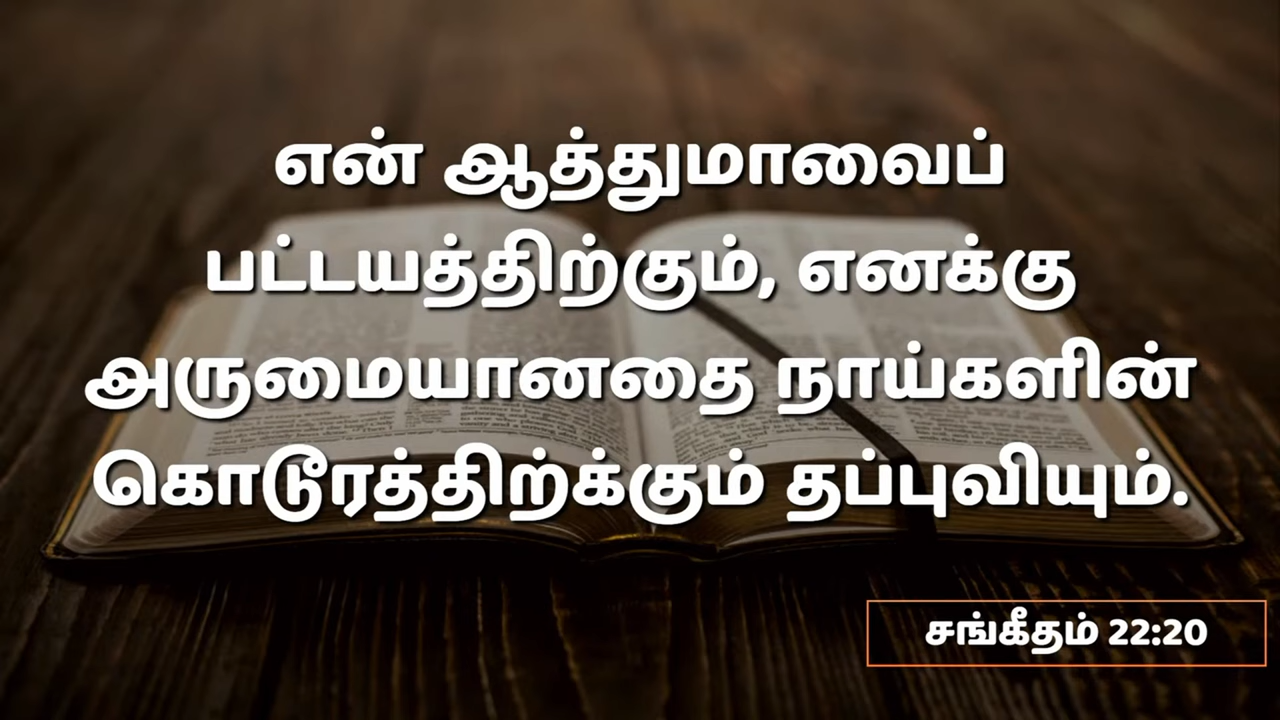 என் ஆத்துமாவைப்
பட்டயத்திற்கும், எனக்கு
அருமையானதை நாய்களின்
கொடூரத்திற்க்கும் தப்புவியும்.
சங்கீதம் 22:20